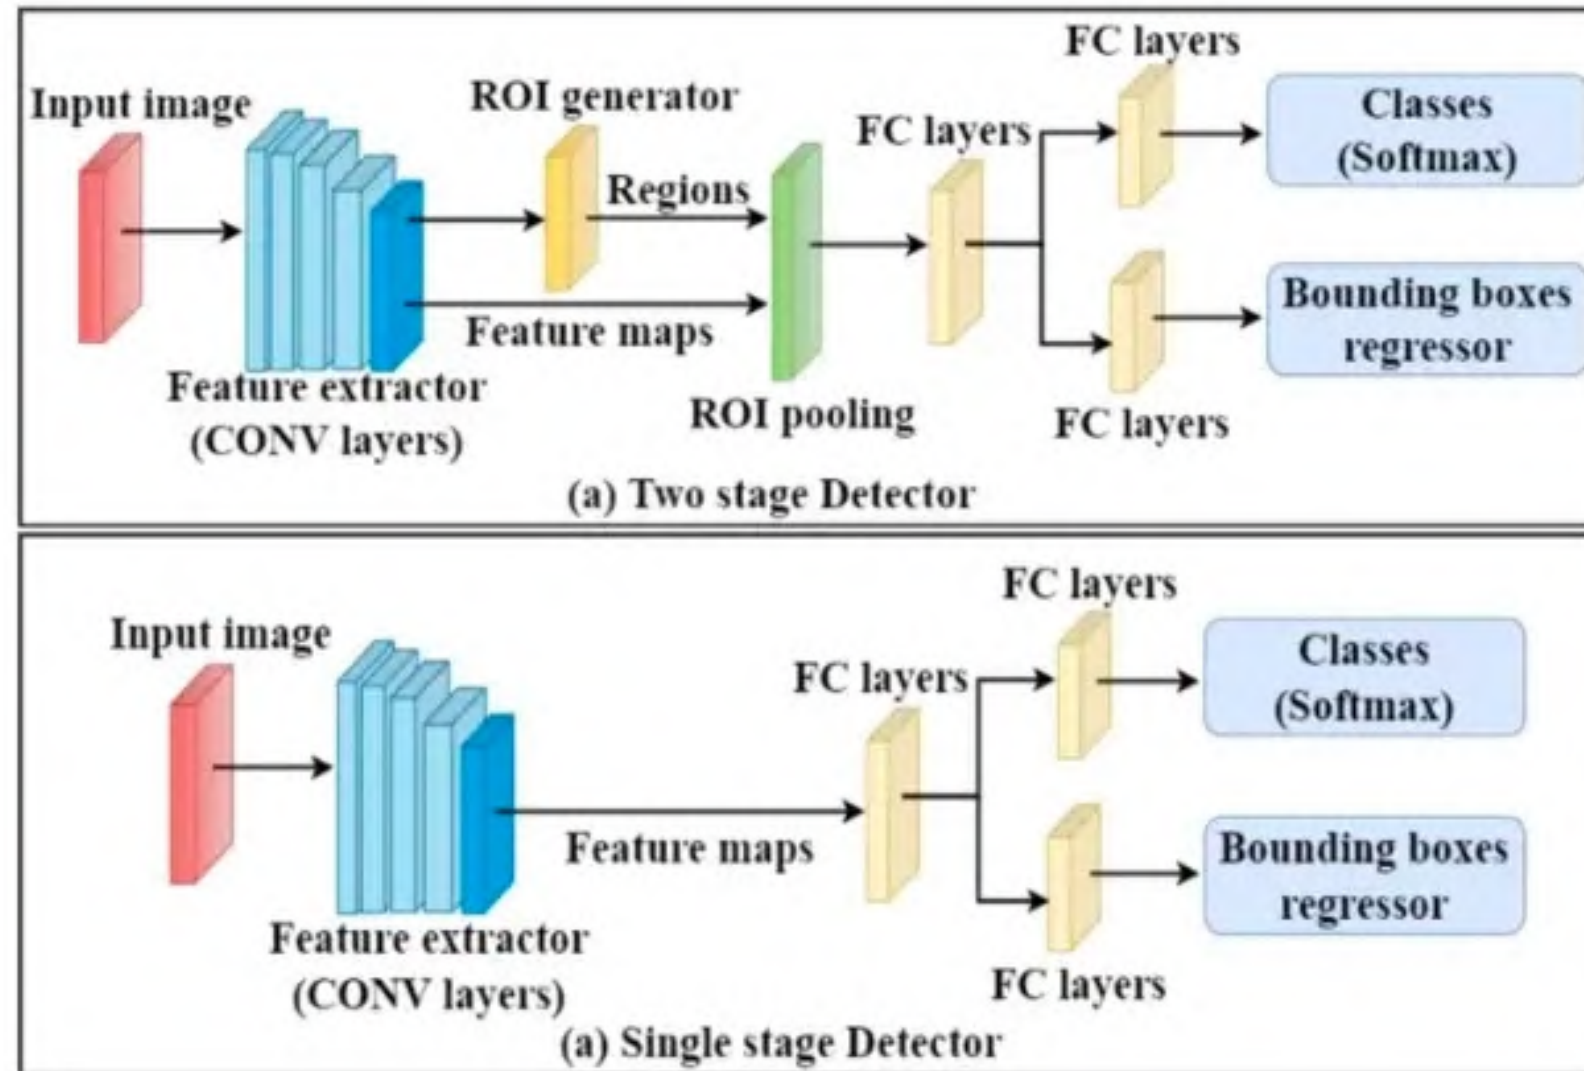 FC layers
Input image
ROI generator
FC layers
Classes
(Softmax)
Regions
Feature maps
Bounding boxes
regressor
Feature extractor
(CONV layers)
ROI pooling
FC layers
(a) Two stage Detector
FC layers
Input image
FC layers
Classes
(Softmax)
Feature maps
Bounding boxes
regressor
Feature extractor
(CONV layers)
FC layers
(a) Single stage Detector